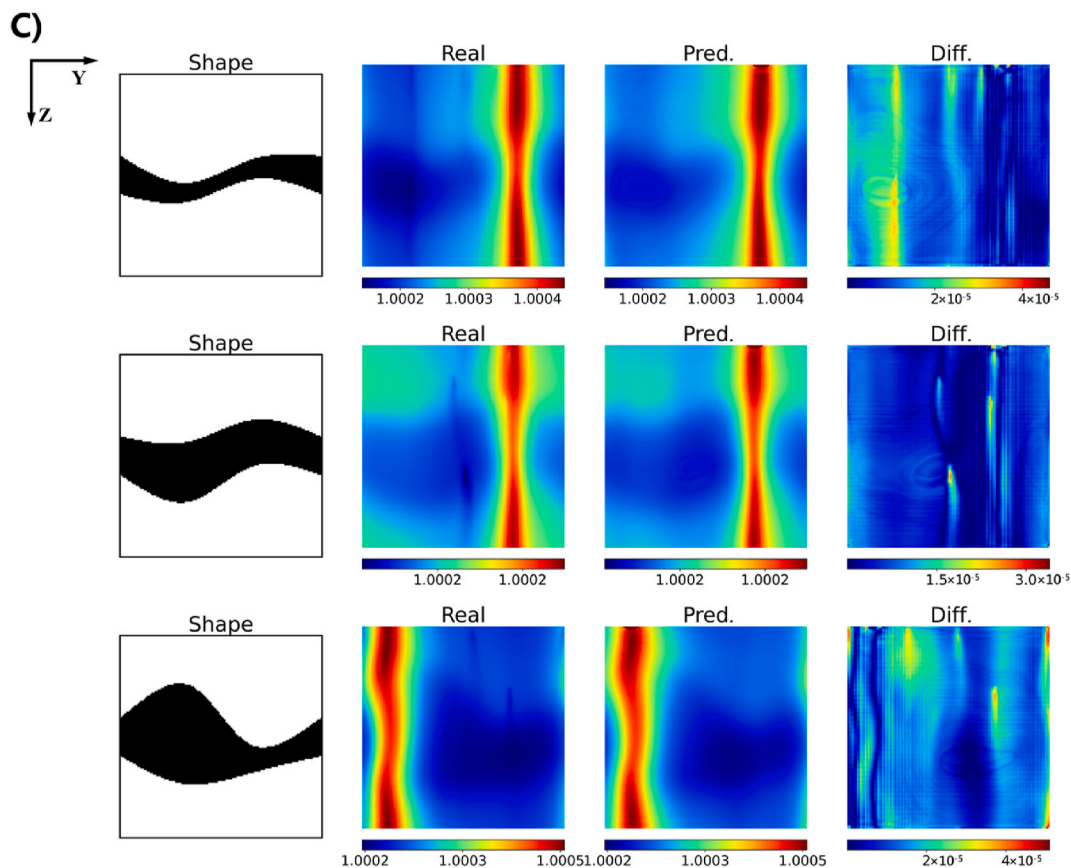 C)
Y
Z
Shape Real Pred. Diff.
1.0002 1.0003 1.0004 1.0002 1.0003 1.0004 2×10⁻⁵ 4×10⁻⁵
Shape Real Pred. Diff.
1.0002 1.0002 1.0002 1.0002 1.5×10⁻⁵ 3.0×10⁻⁵
Shape Real Pred. Diff.
1.0002 1.0003 1.00051.0002 1.0003 1.0005 2×10⁻⁵ 4×10⁻⁵